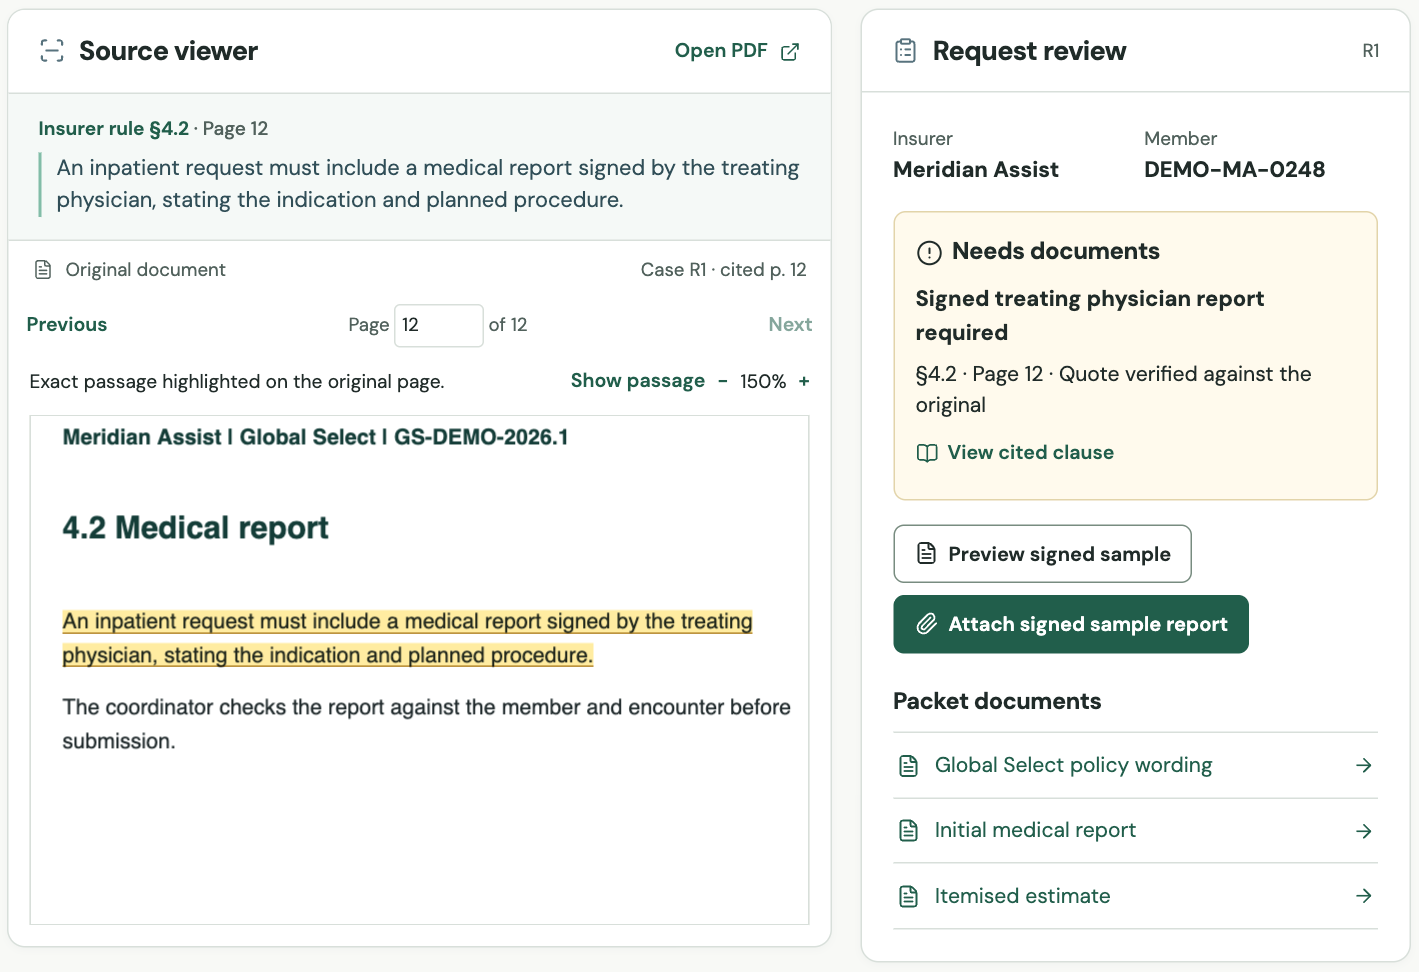 Source viewer
Open PDF
Insurer rule §4.2 · Page 12
An inpatient request must include a medical report signed by the treating
physician, stating the indication and planned procedure.
Original document
Case R1 · cited p. 12
Previous
Page 12 of 12
Next
Exact passage highlighted on the original page.
Show passage − 150% +
Meridian Assist | Global Select | GS-DEMO-2026.1
4.2 Medical report
An inpatient request must include a medical report signed by the treating
physician, stating the indication and planned procedure.
The coordinator checks the report against the member and encounter before
submission.
Request review
R1
Insurer
Meridian Assist
Member
DEMO-MA-0248
Needs documents
Signed treating physician report
required
§4.2 · Page 12 · Quote verified against the
original
View cited clause
Preview signed sample
Attach signed sample report
Packet documents
Global Select policy wording
Initial medical report
Itemised estimate